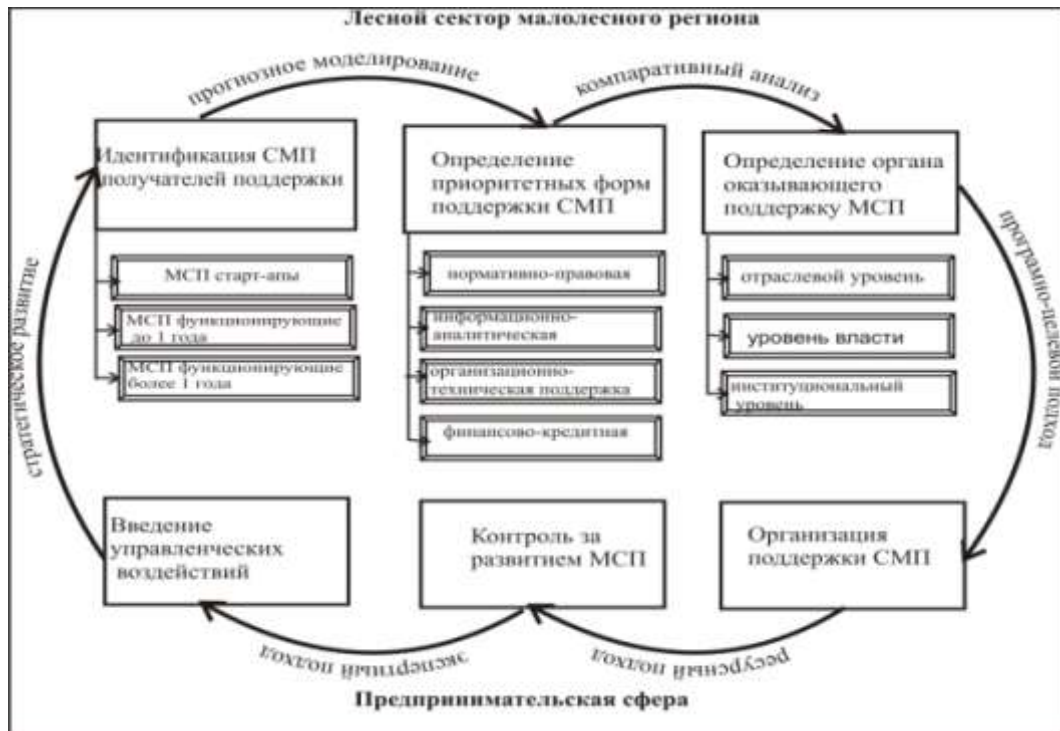 Лесной сектор малолесного региона
прогнозное моделирование
компаративный анализ
Идентификация СМП
получателей поддержки
Определение
приоритетных форм
поддержки СМП
Определение органа
оказывающего
поддержку МСП
МСП старт-апы
МСП функционирующие
до 1 года
МСП функционирующие
более 1 года
нормативно-правовая
информационно-
аналитическая
организационно-
техническая поддержка
финансово-кредитная
отраслевой уровень
уровень власти
институциональный
уровень
програмно-целевой подход
стратегическое развитие
Введение
управленческих
воздействий
Контроль за
развитием МСП
Организация
поддержки СМП
экспертный подход
ресурсный подход
Предпринимательская сфера